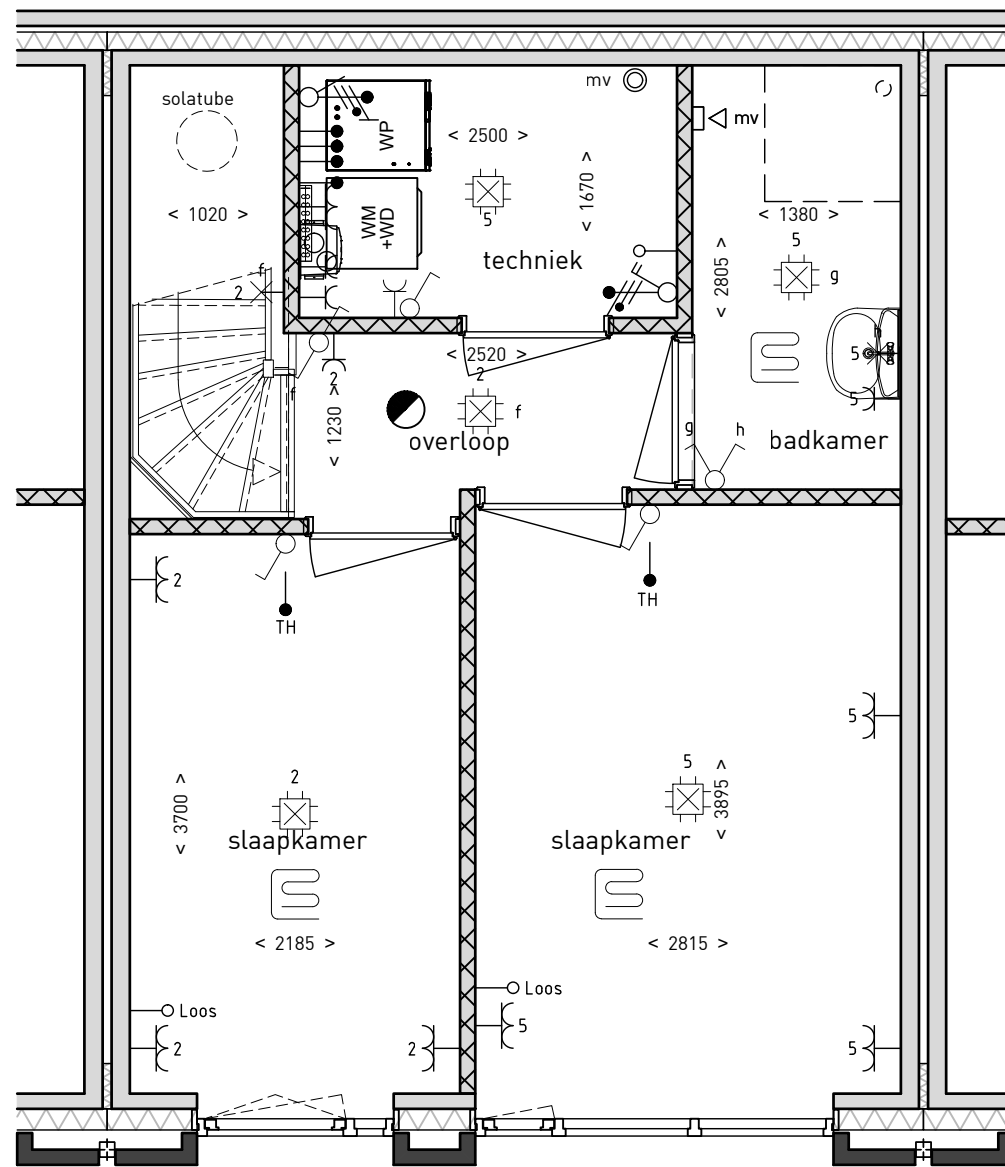 solatube
mv
mv
WP
< 2500 >
< 1670 >
5
WM
+WD
techniek
< 1020 >
< 1380 >
5
g
< 2805 >
f
2
5
5
f
2
< 2520 >
2
f
< 1230 >
overloop
g
h
badkamer
2
TH
TH
5
2
< 3700 >
slaapkamer
< 2185 >
5
< 3895 >
slaapkamer
< 2815 >
Loos
2
2
Loos
5
5